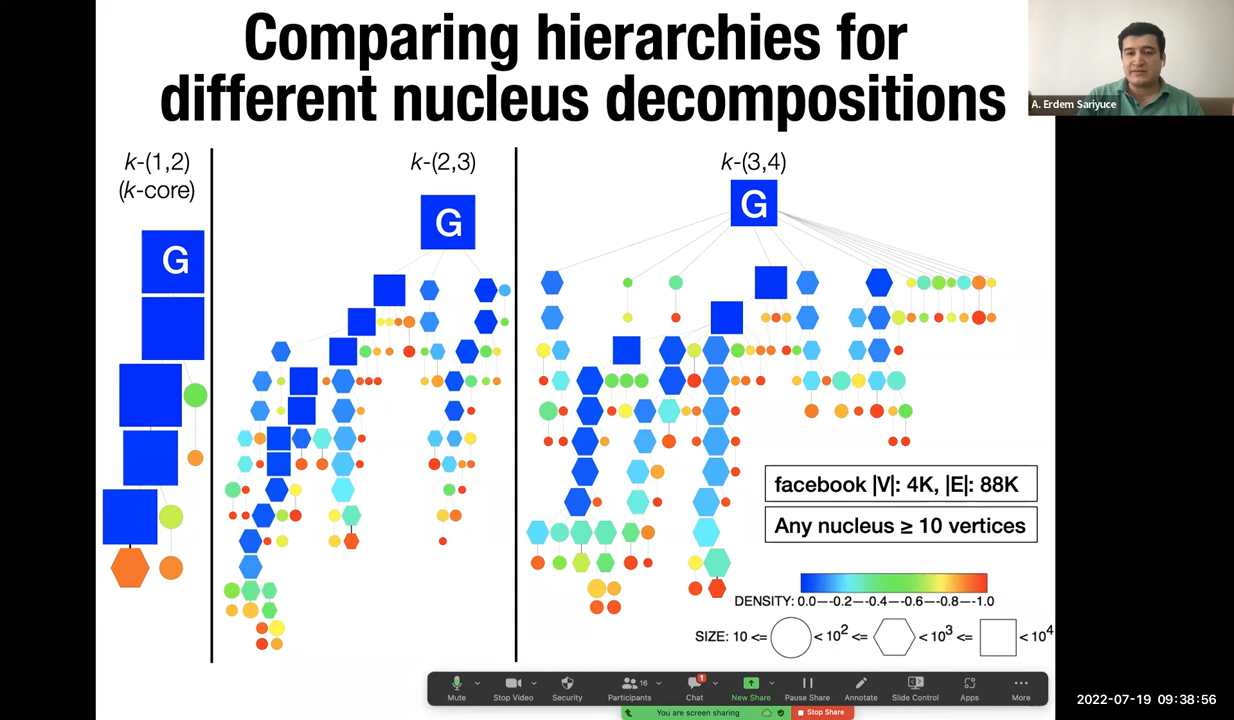 Comparing hierarchies for
different nucleus decompositions
A. Erdem Sariyuce
k-(1,2)
(k-core)
k-(2,3)
k-(3,4)
G
G
G
facebook |V|: 4K, |E|: 88K
Any nucleus ≥ 10 vertices
DENSITY: 0.0—-0.2—-0.4—-0.6—-0.8—-1.0
SIZE: 10 <= < 10² <= < 10³ <= < 10⁴
Mute
Stop Video
Security
16
Participants
1
Chat
New Share
Pause Share
Annotate
Slide Control
Apps
More
You are screen sharing
Stop Share
2022-07-19 09:38:56